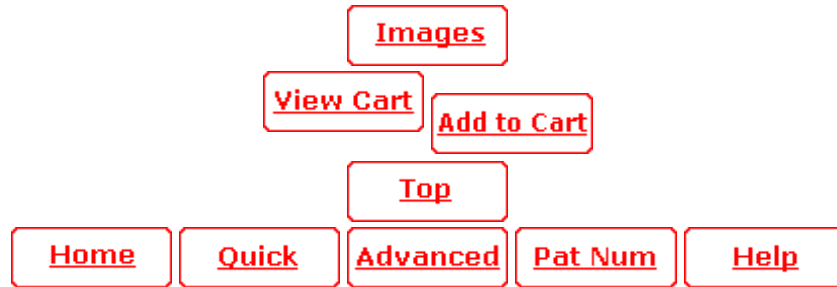 Images
View Cart
Add to Cart
Top
Home Quick Advanced Pat Num Help